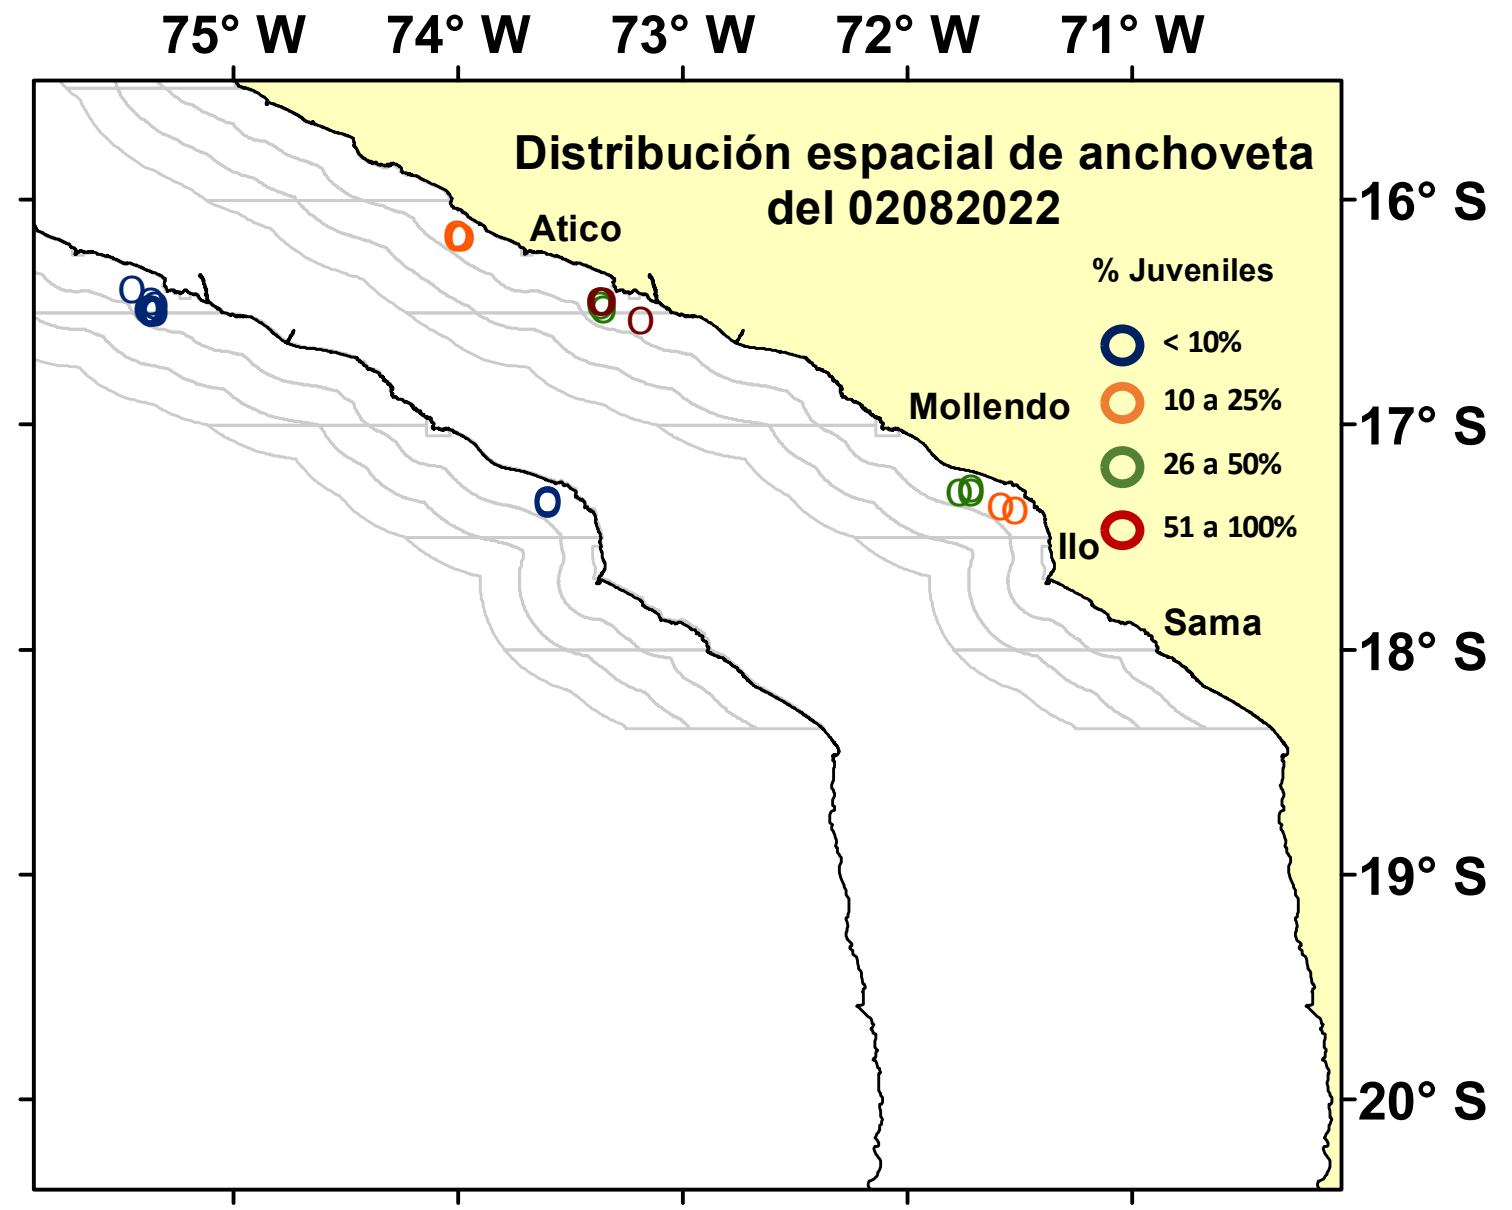 75° W 74° W 73° W 72° W 71° W
Distribución espacial de anchoveta
del 02082022
16° S
Atico
% Juveniles
< 10%
10 a 25%
Mollendo
17° S
26 a 50%
51 a 100%
Ilo
Sama
18° S
19° S
20° S